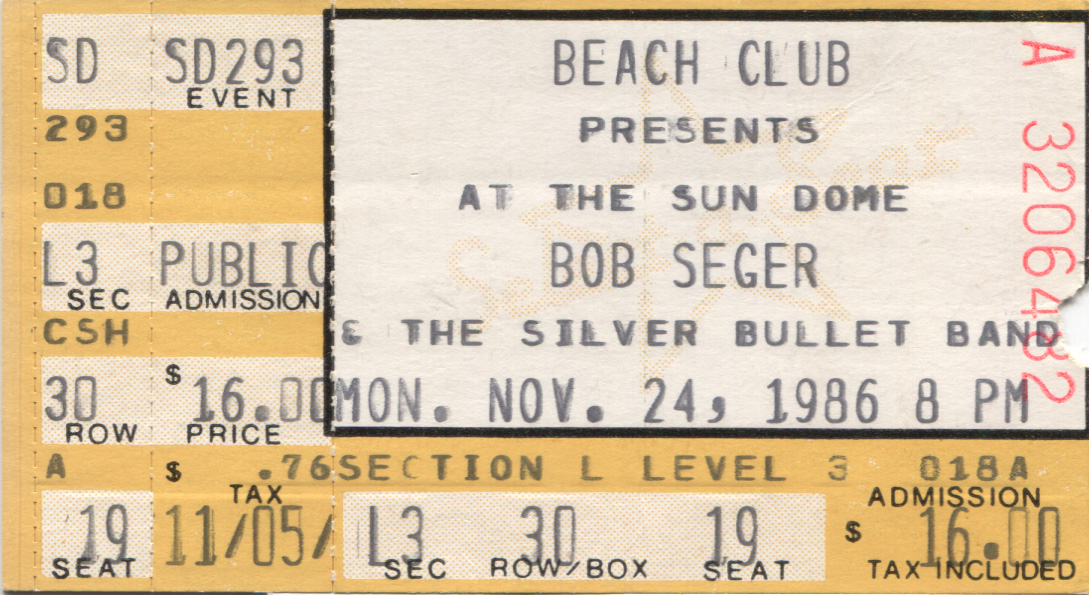 SD SD293
EVENT
293
018
L3 PUBLIC
SEC ADMISSION
CSH
30 $ 16.00
ROW PRICE
A $ .76
TAX
19 11/05/
SEAT
BEACH CLUB
PRESENTS
AT THE SUN DOME
BOB SEGER
& THE SILVER BULLET BAND
MON. NOV. 24, 1986 8 PM
A 3206482
SECTION L LEVEL 3 018A
ADMISSION
L3 30 19 $ 16.00
SEC ROW/BOX SEAT TAX INCLUDED